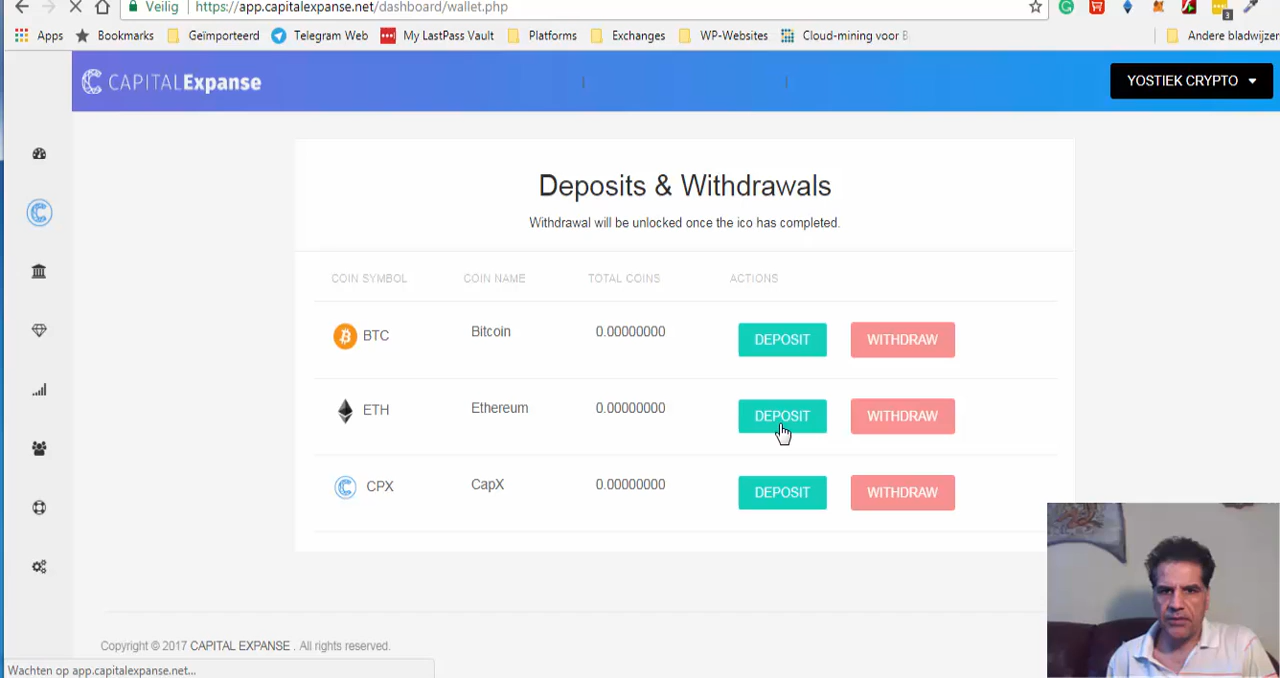 Veilig https://app.capitalexpanse.net/dashboard/wallet.php
3
Apps Bookmarks Geïmporteerd Telegram Web My LastPass Vault Platforms Exchanges WP-Websites Cloud-mining voor Andere bladwijzer
CAPITALExpanse
YOSTIEK CRYPTO
Deposits & Withdrawals
Withdrawal will be unlocked once the ico has completed.
COIN SYMBOL COIN NAME TOTAL COINS ACTIONS
BTC Bitcoin 0.00000000 DEPOSIT WITHDRAW
ETH Ethereum 0.00000000 DEPOSIT WITHDRAW
CPX CapX 0.00000000 DEPOSIT WITHDRAW
Copyright © 2017 CAPITAL EXPANSE . All rights reserved.
Wachten op app.capitalexpanse.net...